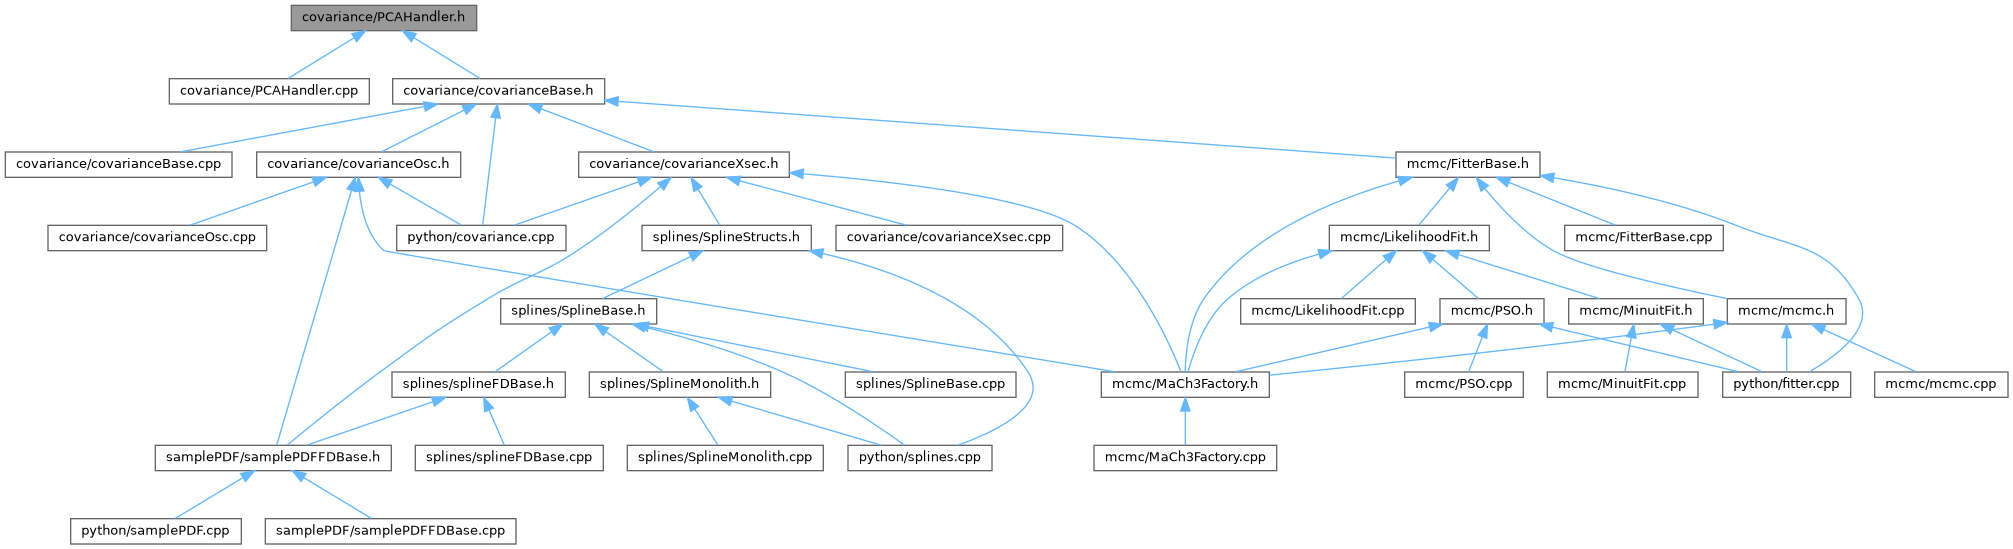 covariance/PCAHandler.h
covariance/PCAHandler.cpp
covariance/covarianceBase.h
covariance/covarianceBase.cpp
covariance/covarianceOsc.h
covariance/covarianceXsec.h
mcmc/FitterBase.h
covariance/covarianceOsc.cpp
python/covariance.cpp
splines/SplineStructs.h
covariance/covarianceXsec.cpp
mcmc/LikelihoodFit.h
mcmc/FitterBase.cpp
splines/SplineBase.h
mcmc/LikelihoodFit.cpp
mcmc/PSO.h
mcmc/MinuitFit.h
mcmc/mcmc.h
splines/splineFDBase.h
splines/SplineMonolith.h
splines/SplineBase.cpp
mcmc/MaCh3Factory.h
mcmc/PSO.cpp
mcmc/MinuitFit.cpp
python/fitter.cpp
mcmc/mcmc.cpp
samplePDF/samplePDFFDBase.h
splines/splineFDBase.cpp
splines/SplineMonolith.cpp
python/splines.cpp
mcmc/MaCh3Factory.cpp
python/samplePDF.cpp
samplePDF/samplePDFFDBase.cpp